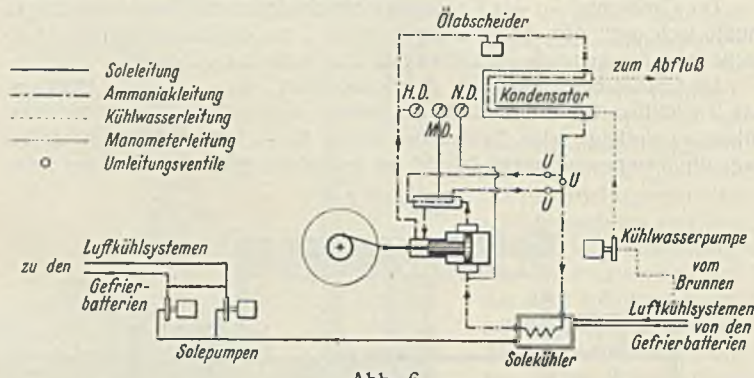 Ölabscheider
zum Abfluß
Soleleitung
Ammoniakleitung
Kühlwasserleitung
Manometerleitung
Umleitungsventile
H.D.
M.D.
N.D.
Kondensator
U
U
U
Kühlwasserpumpe
vom
Brunnen
Luftkühlsystemen
zu den
Gefrier-
batterien
Solepumpen
Solekühler
Luftkühlsystemen
von den
Gefrierbatterien
Abb. 6